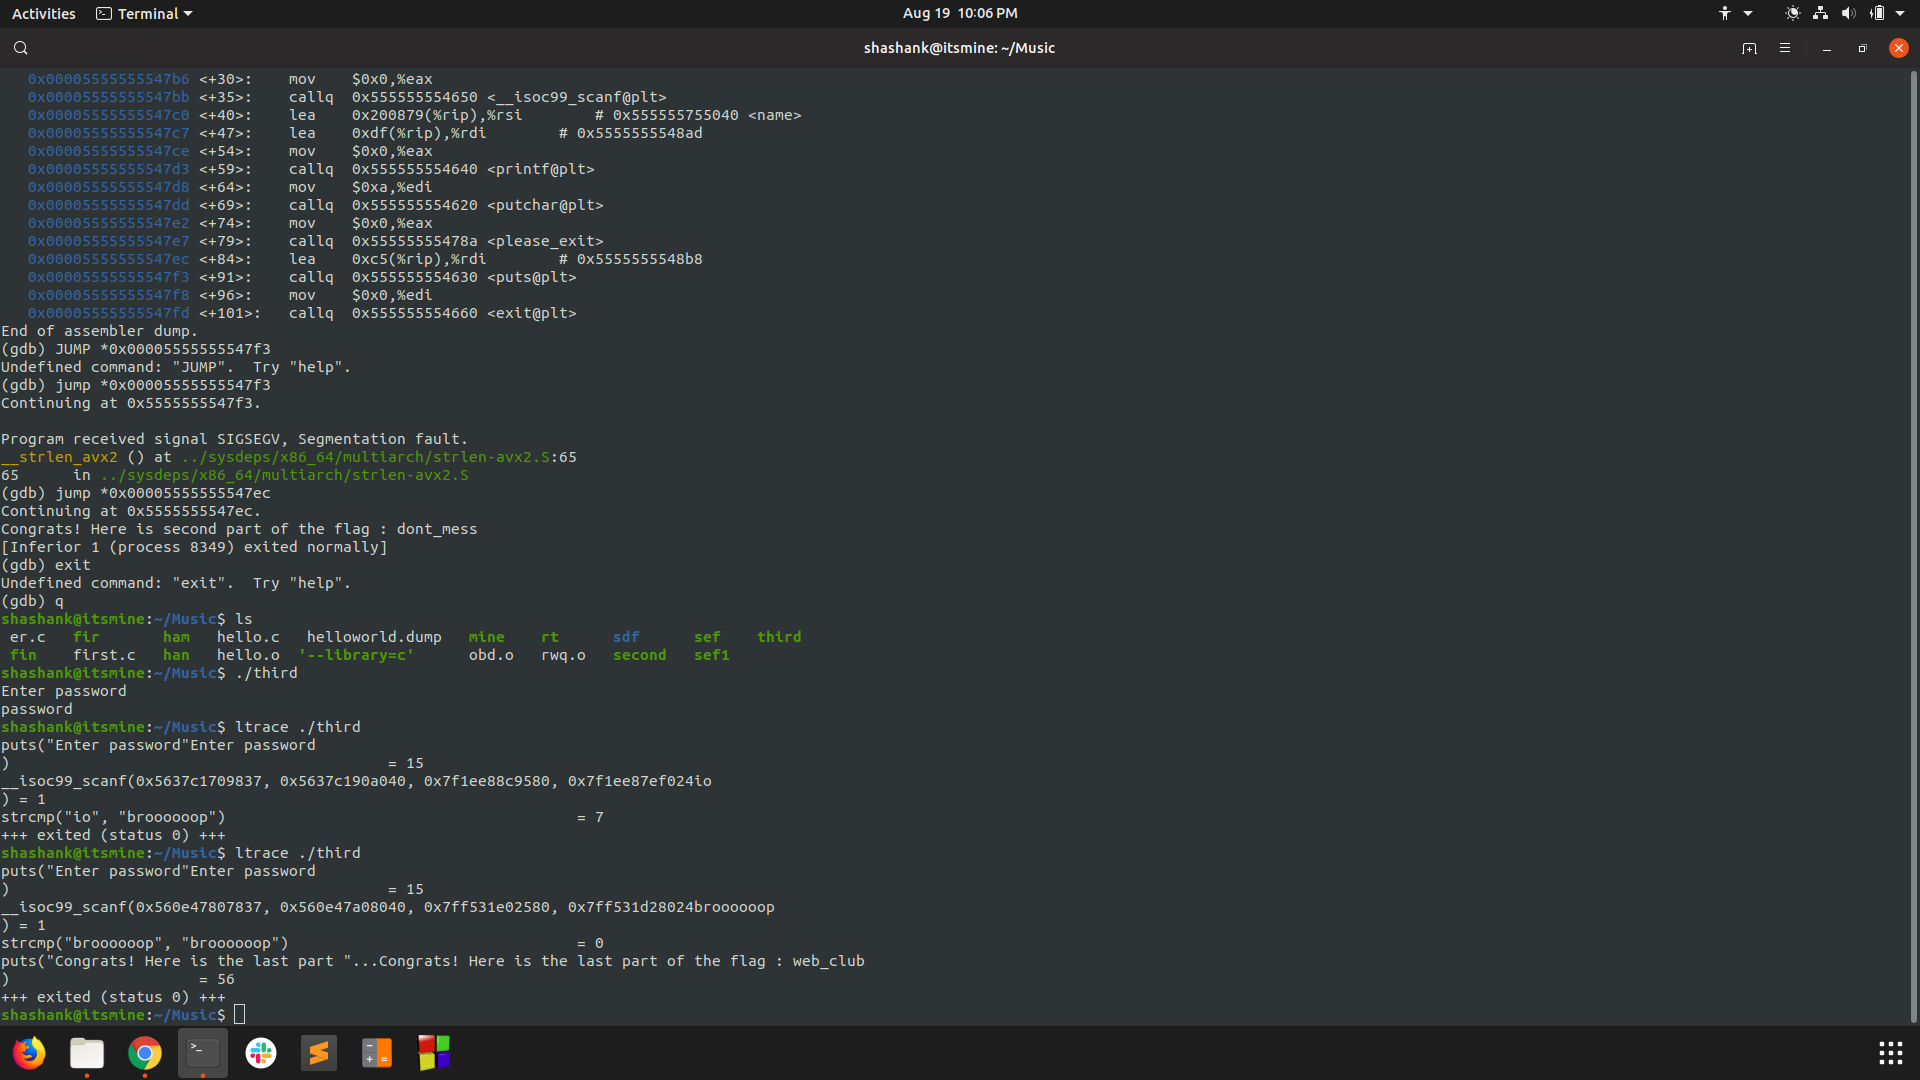 Activities Terminal Aug 19 10:06 PM
shashank@itsmine: ~/Music
0x00005555555547b6 <+30>: mov $0x0,%eax
0x00005555555547bb <+35>: callq 0x555555554650 <__isoc99_scanf@plt>
0x00005555555547c0 <+40>: lea 0x200879(%rip),%rsi # 0x555555755040 <name>
0x00005555555547c7 <+47>: lea 0xdf(%rip),%rdi # 0x5555555548ad
0x00005555555547ce <+54>: mov $0x0,%eax
0x00005555555547d3 <+59>: callq 0x555555554640 <printf@plt>
0x00005555555547d8 <+64>: mov $0xa,%edi
0x00005555555547dd <+69>: callq 0x555555554620 <putchar@plt>
0x00005555555547e2 <+74>: mov $0x0,%eax
0x00005555555547e7 <+79>: callq 0x55555555478a <please_exit>
0x00005555555547ec <+84>: lea 0xc5(%rip),%rdi # 0x5555555548b8
0x00005555555547f3 <+91>: callq 0x555555554630 <puts@plt>
0x00005555555547f8 <+96>: mov $0x0,%edi
0x00005555555547fd <+101>: callq 0x555555554660 <exit@plt>
End of assembler dump.
(gdb) JUMP *0x00005555555547f3
Undefined command: "JUMP".  Try "help".
(gdb) jump *0x00005555555547f3
Continuing at 0x5555555547f3.
Program received signal SIGSEGV, Segmentation fault.
__strlen_avx2 () at ../sysdeps/x86_64/multiarch/strlen-avx2.S:65
65 in ../sysdeps/x86_64/multiarch/strlen-avx2.S
(gdb) jump *0x00005555555547ec
Continuing at 0x5555555547ec.
Congrats! Here is second part of the flag : dont_mess
[Inferior 1 (process 8349) exited normally]
(gdb) exit
Undefined command: "exit".  Try "help".
(gdb) q
shashank@itsmine:~/Music$ ls
er.c fir ham hello.c helloworld.dump mine rt sdf sef third
fin first.c han hello.o '--library=c' obd.o rwq.o second sef1
shashank@itsmine:~/Music$ ./third
Enter password
password
shashank@itsmine:~/Music$ ltrace ./third
puts("Enter password"Enter password
) = 15
__isoc99_scanf(0x5637c1709837, 0x5637c190a040, 0x7f1ee88c9580, 0x7f1ee87ef024io
) = 1
strcmp("io", "broooooop") = 7
+++ exited (status 0) +++
shashank@itsmine:~/Music$ ltrace ./third
puts("Enter password"Enter password
) = 15
__isoc99_scanf(0x560e47807837, 0x560e47a08040, 0x7ff531e02580, 0x7ff531d28024broooooop
) = 1
strcmp("broooooop", "broooooop") = 0
puts("Congrats! Here is the last part "...Congrats! Here is the last part of the flag : web_club
) = 56
+++ exited (status 0) +++
shashank@itsmine:~/Music$